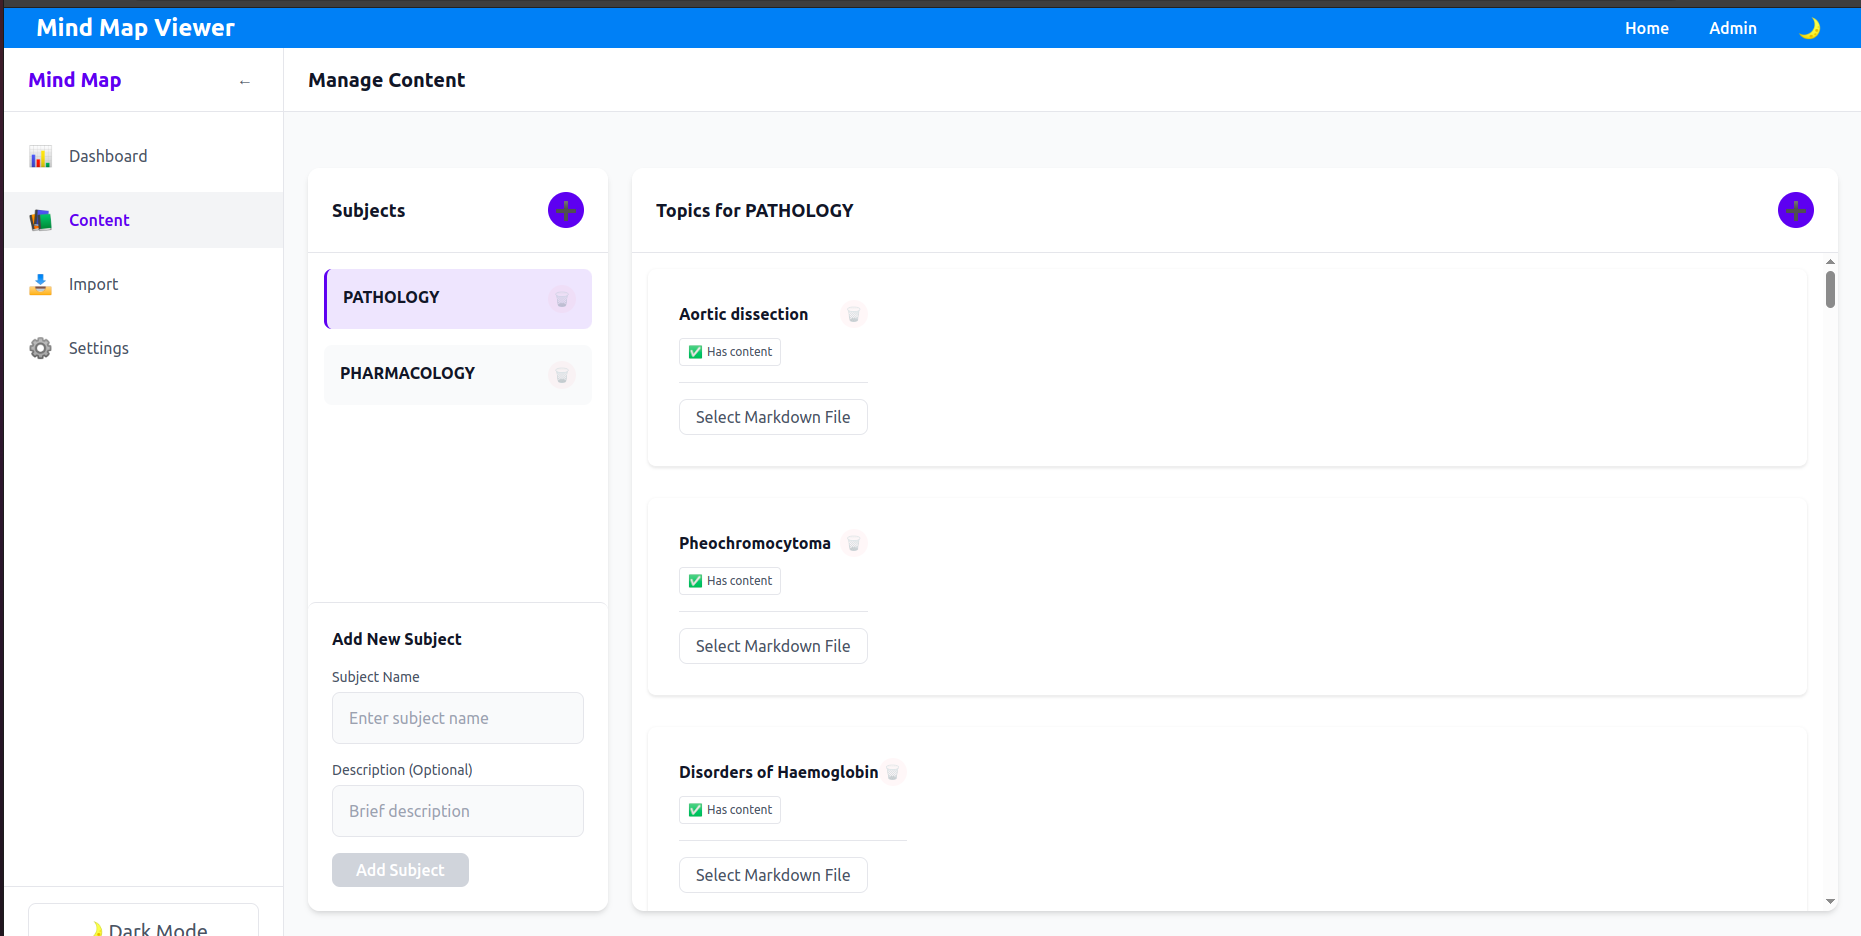 Mind Map Viewer
Home
Admin
Mind Map
←
Manage Content
Dashboard
Content
Import
Settings
Subjects
Topics for PATHOLOGY
PATHOLOGY
PHARMACOLOGY
Add New Subject
Subject Name
Enter subject name
Description (Optional)
Brief description
Add Subject
Aortic dissection
✅ Has content
Select Markdown File
Pheochromocytoma
✅ Has content
Select Markdown File
Disorders of Haemoglobin
✅ Has content
Select Markdown File
🌙 Dark Mode